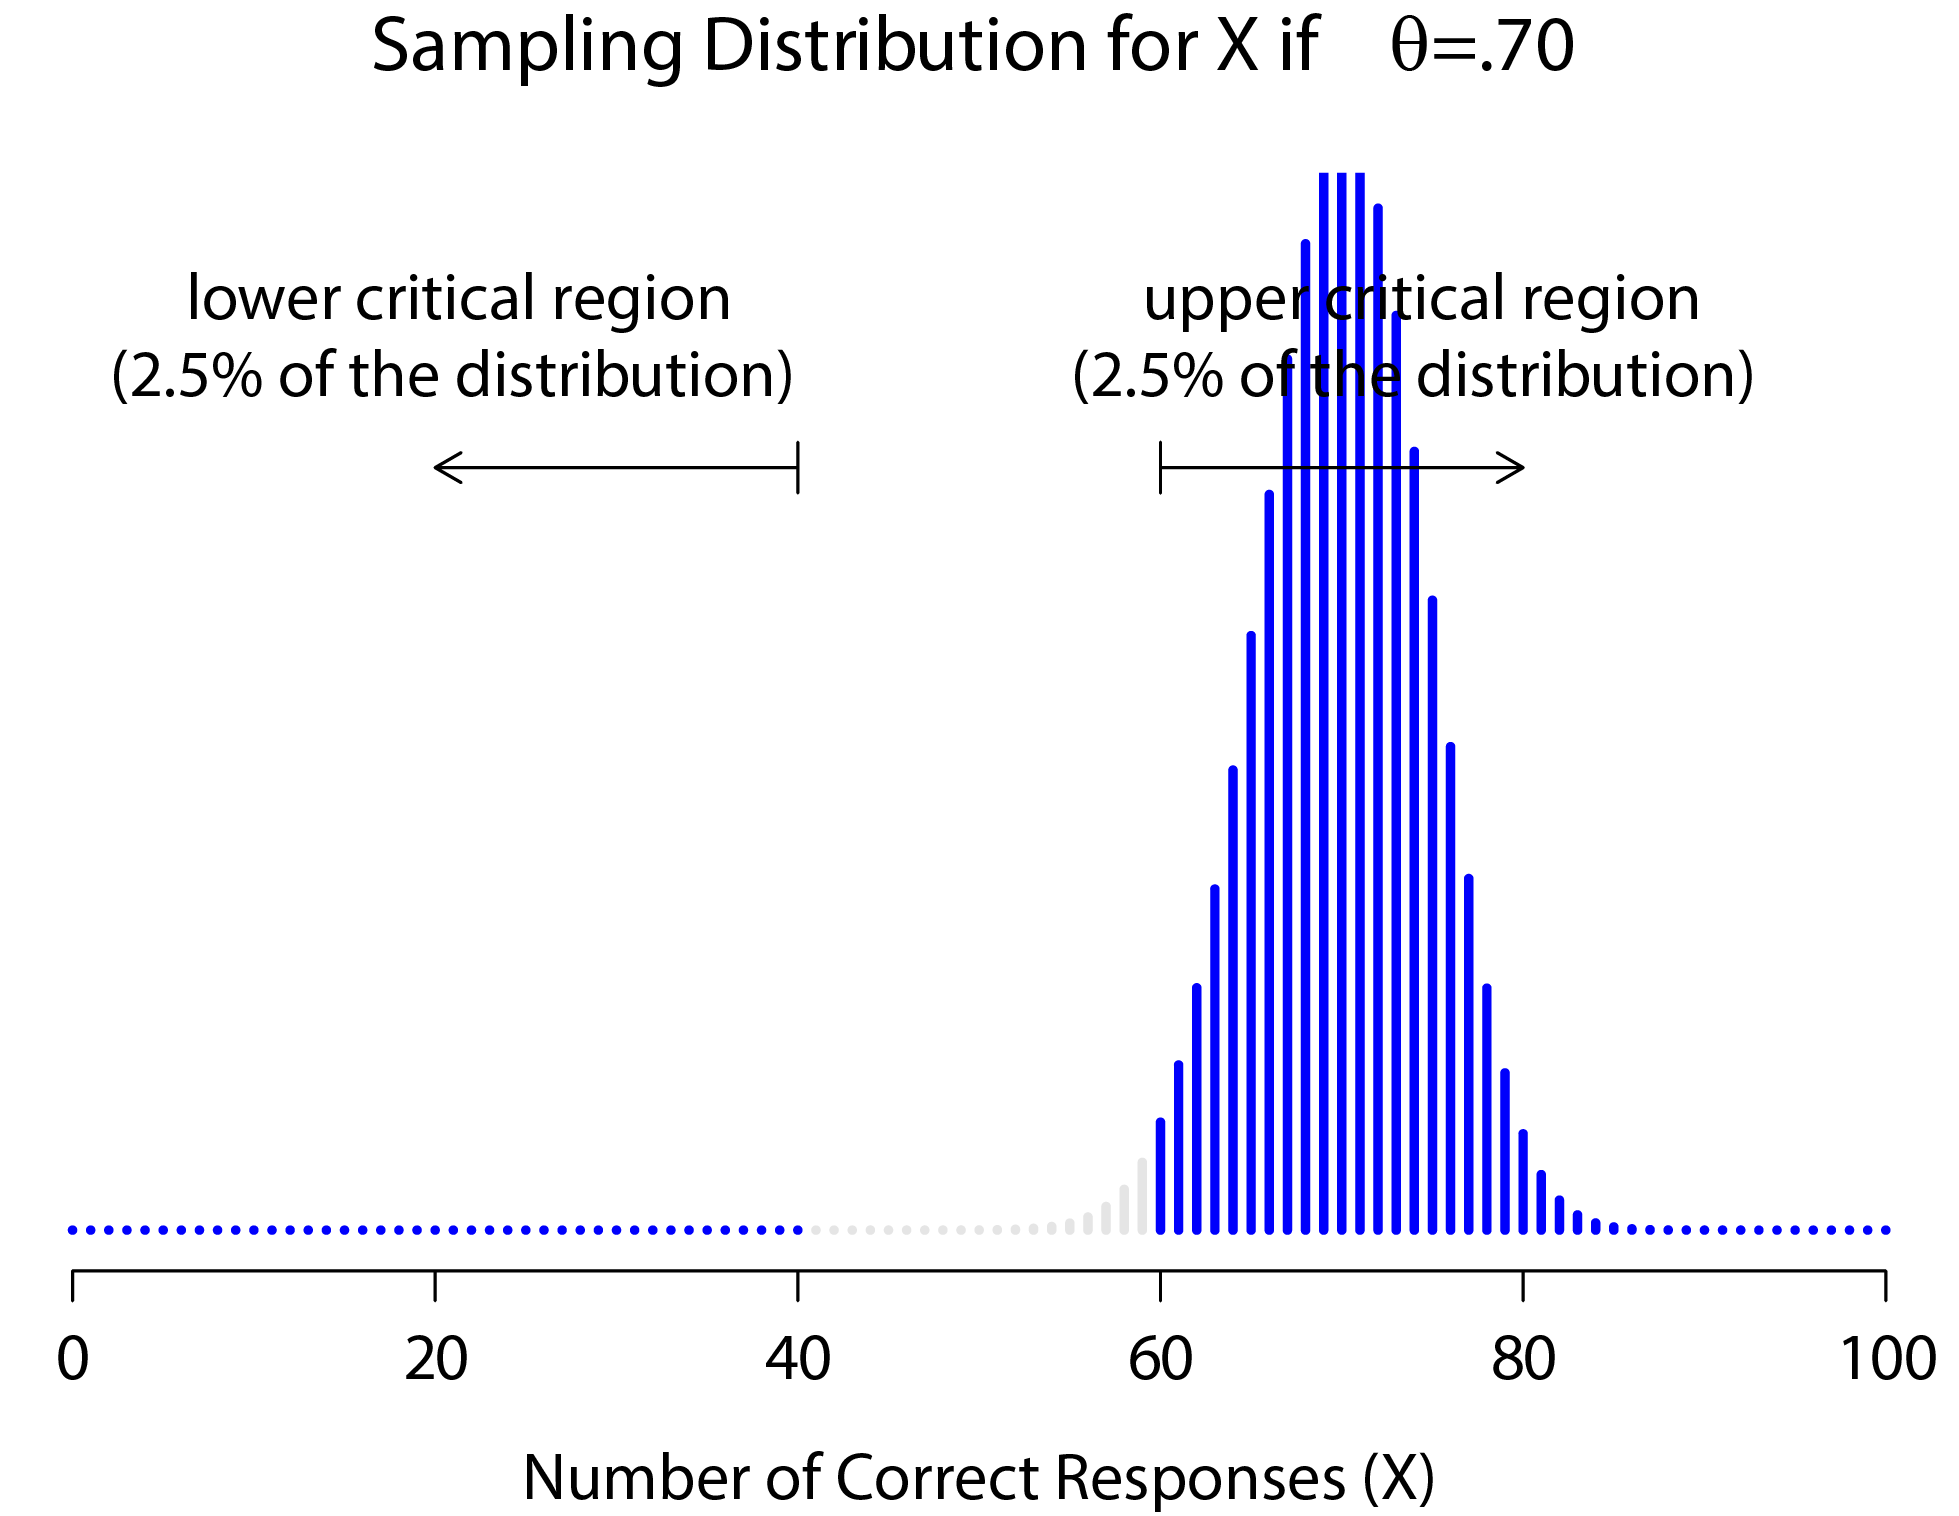 Sampling Distribution for X if θ=.70
lower critical region
(2.5% of the distribution)
upper critical region
(2.5% of the distribution)
0 20 40 60 80 100
Number of Correct Responses (X)